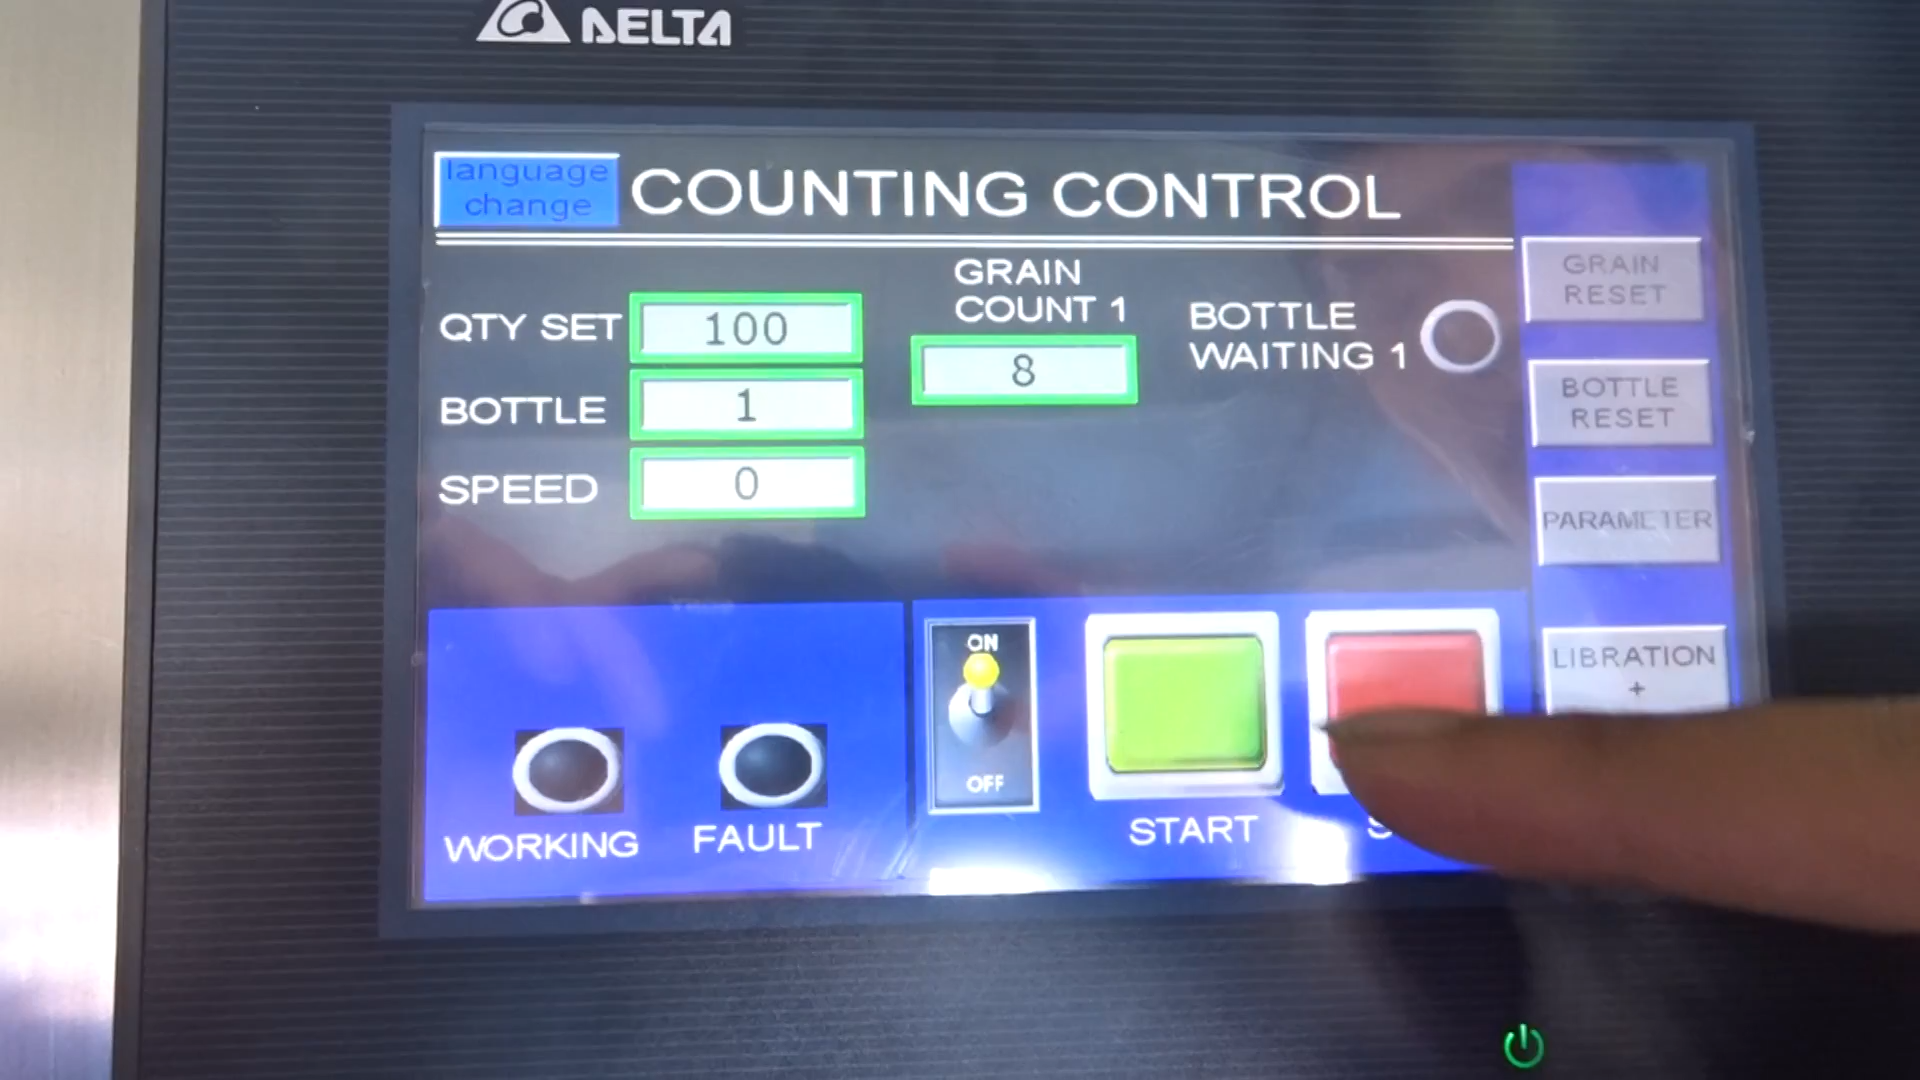 DELTA
language
change
COUNTING CONTROL
QTY SET
100
BOTTLE
1
SPEED
0
GRAIN
COUNT 1
8
BOTTLE
WAITING 1
GRAIN
RESET
BOTTLE
RESET
PARAMETER
LIBRATION
+
WORKING
FAULT
ON
OFF
START